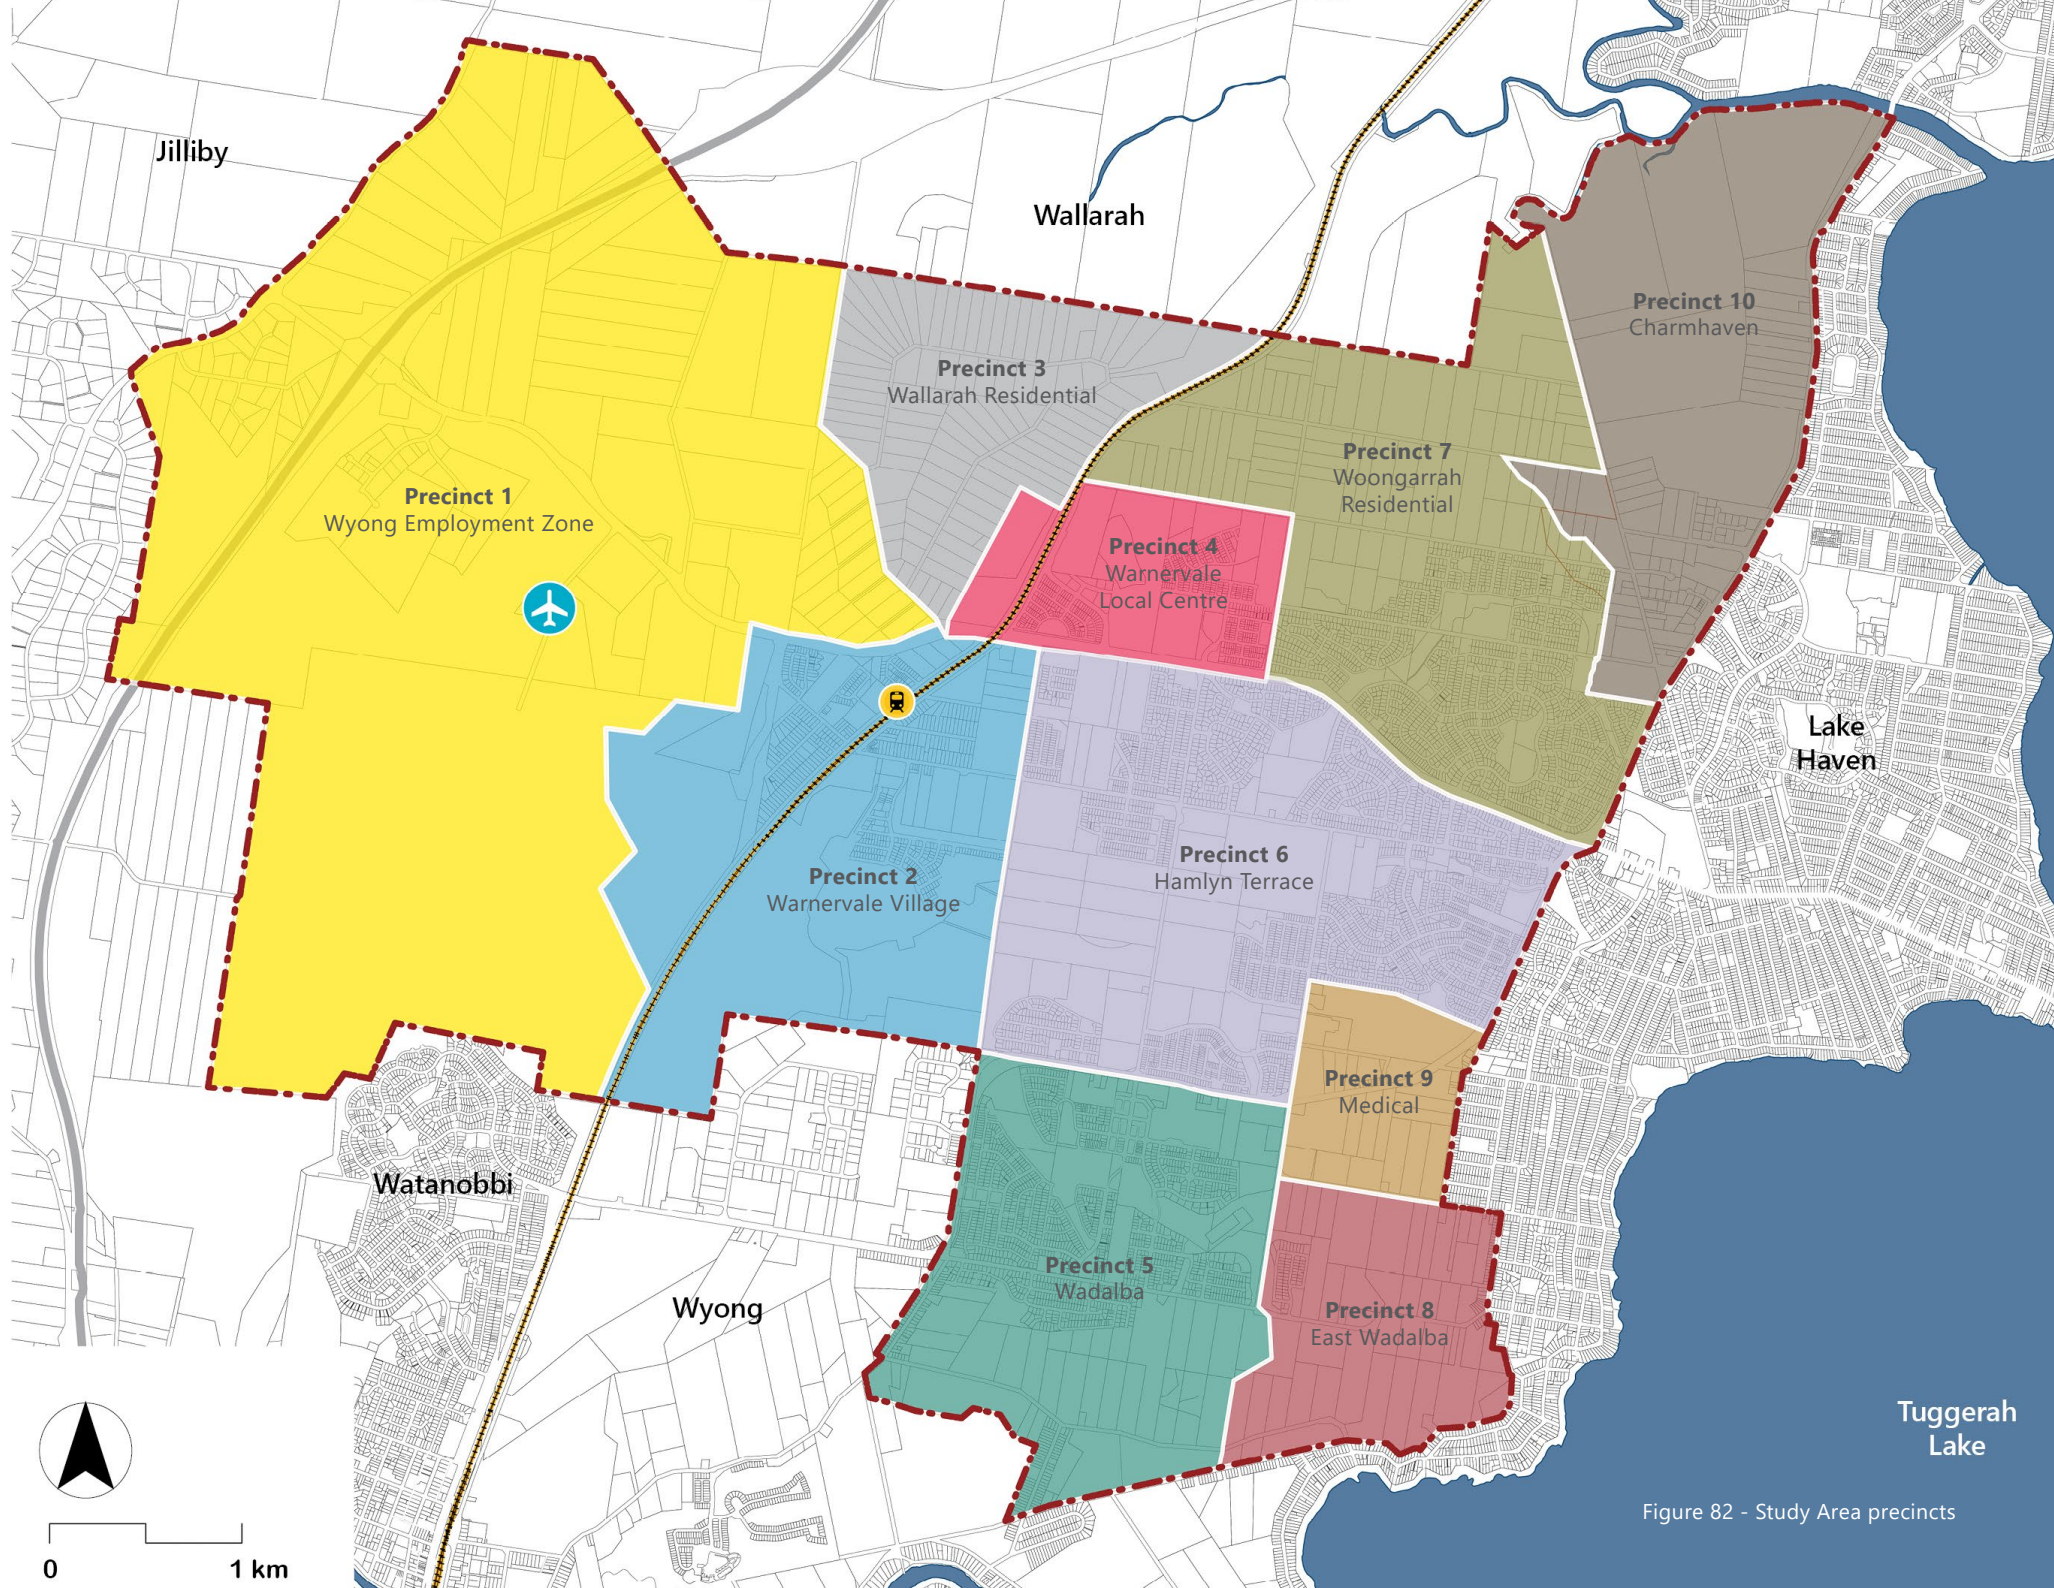 Jilliby
Wallarah
Precinct 10
Charmhaven
Precinct 3
Wallarah Residential
Precinct 7
Woongarrah
Residential
Precinct 1
Wyong Employment Zone
Precinct 4
Warnervale
Local Centre
Lake
Haven
Precinct 2
Warnervale Village
Precinct 6
Hamlyn Terrace
Precinct 9
Medical
Watanobbi
Precinct 5
Wadalba
Wyong
Precinct 8
East Wadalba
Tuggerah
Lake
Figure 82 - Study Area precincts
0 1 km